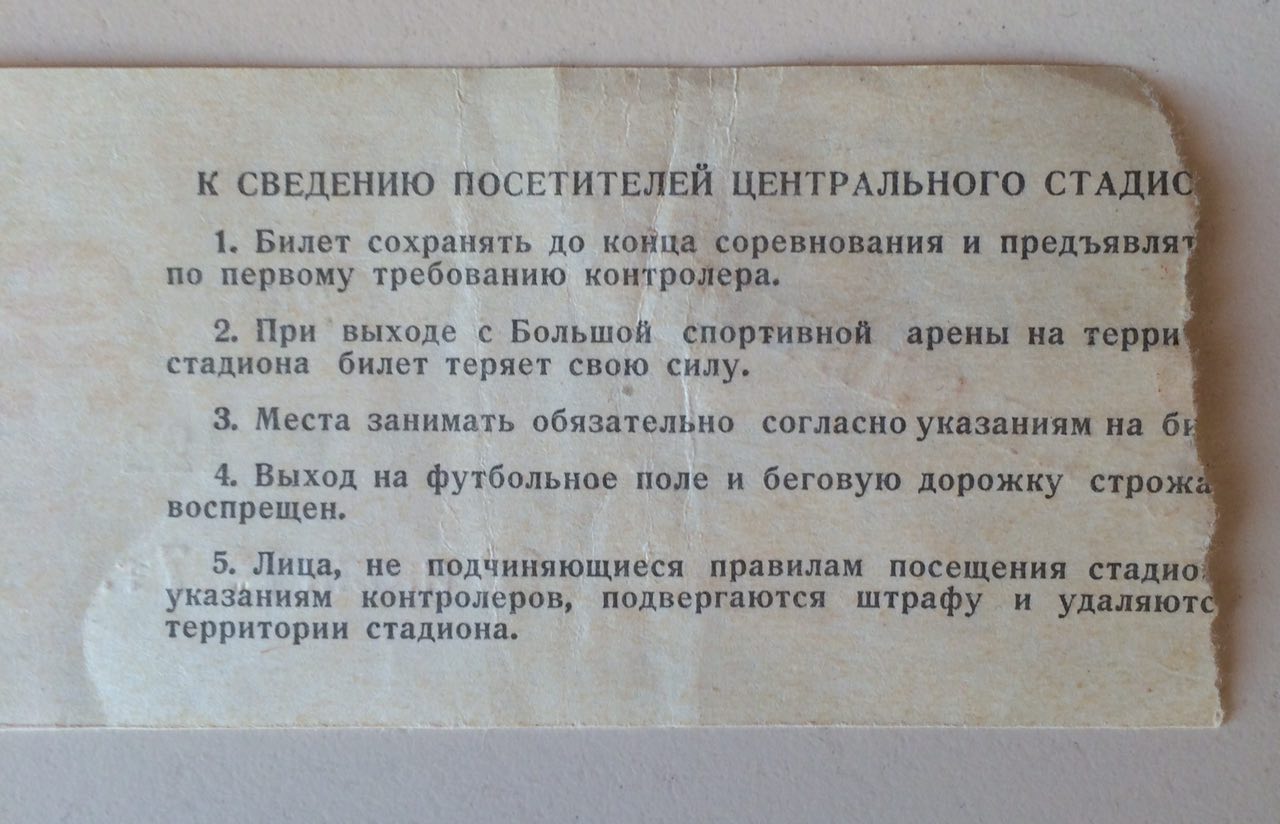 К СВЕДЕНИЮ ПОСЕТИТЕЛЕЙ ЦЕНТРАЛЬНОГО СТАДИО
1. Билет сохранять до конца соревнования и предъявлят
по первому требованию контролера.
2. При выходе с Большой спортивной арены на терри
стадиона билет теряет свою силу.
3. Места занимать обязательно согласно указаниям на би
4. Выход на футбольное поле и беговую дорожку строжа
воспрещен.
5. Лица, не подчиняющиеся правилам посещения стадио
указаниям контролеров, подвергаются штрафу и удаляютс
территории стадиона.